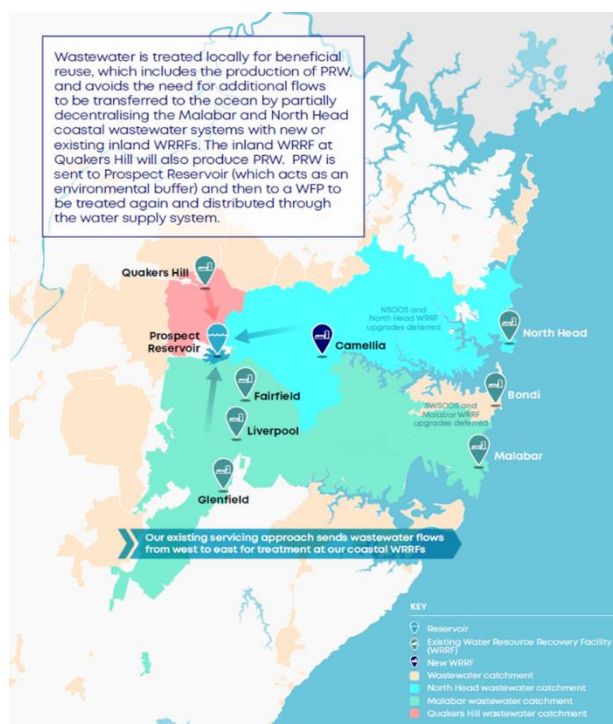 Wastewater is treated locally for beneficial
reuse, which includes the production of PRW,
and avoids the need for additional flows
to be transferred to the ocean by partially
decentralising the Malabar and North Head
coastal wastewater systems with new or
existing inland WRRFs. The inland WRRF at
Quakers Hill will also produce PRW. PRW is
sent to Prospect Reservoir (which acts as an
environmental buffer) and then to a WFP to
be treated again and distributed through
the water supply system.
Quakers Hill
NSOOS and
North Head WRRF
upgrades deferred
North Head
Prospect
Reservoir
Camellia
Fairfield
Bondi
SWSOOS and
Malabar WRRF
upgrades deferred
Liverpool
Malabar
Glenfield
Our existing servicing approach sends wastewater flows
from west to east for treatment at our coastal WRRFs
KEY
Reservoir
Existing Water Resource Recovery Facility
(WRRF)
New WRRF
Wastewater catchment
North Head wastewater catchment
Malabar wastewater catchment
Quakers Hill wastewater catchment